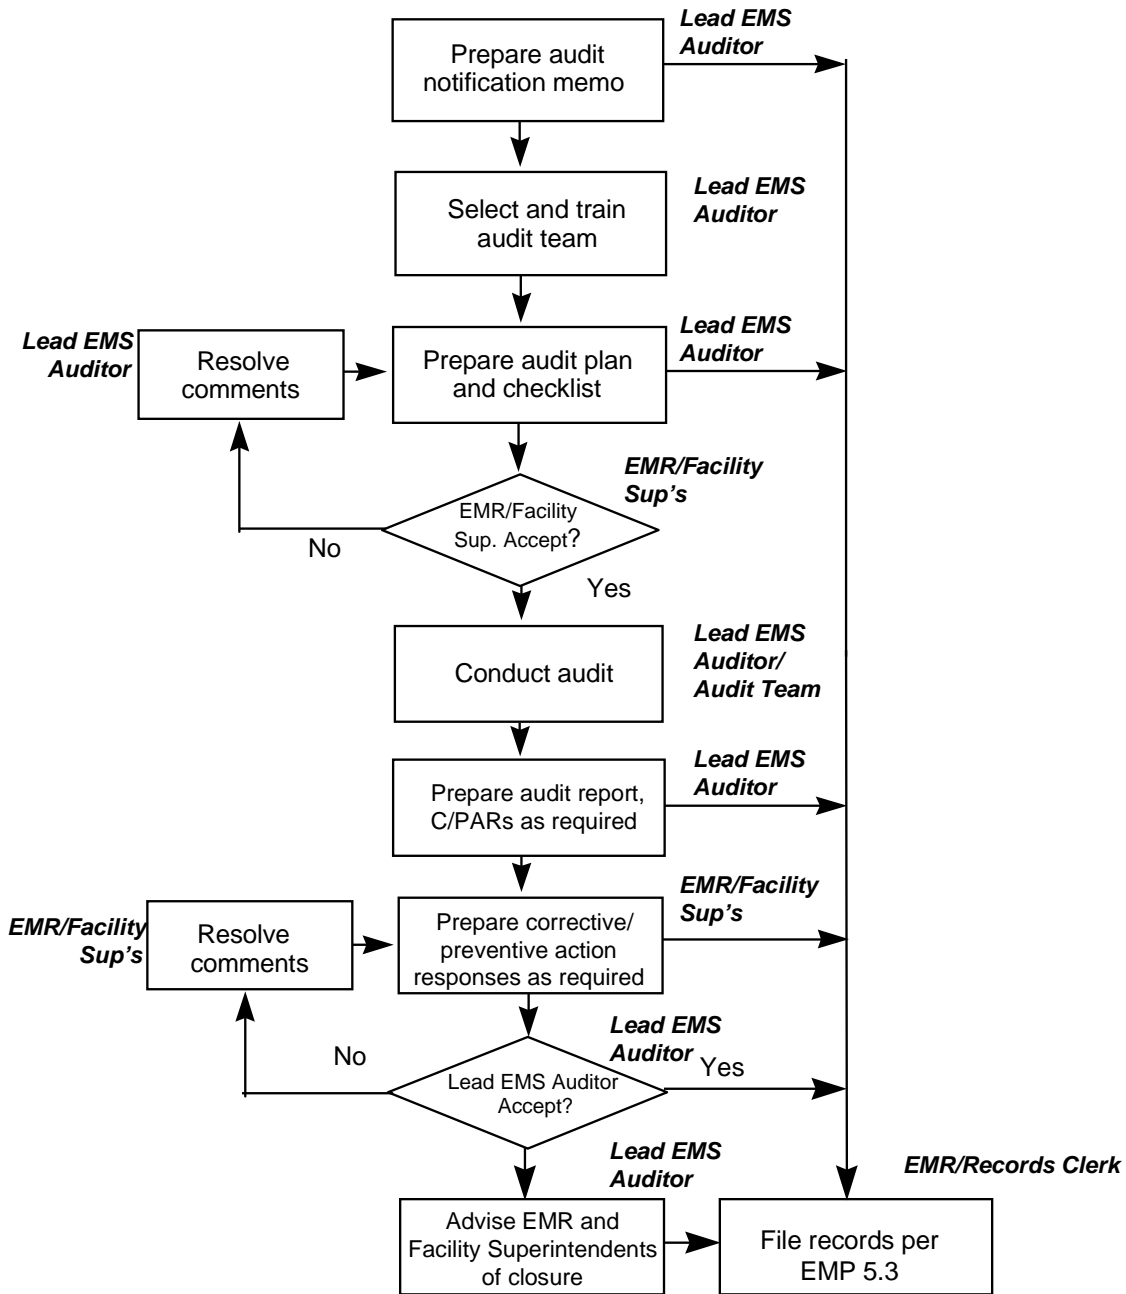 Lead EMS
Auditor
Prepare audit
notification memo
Lead EMS
Auditor
Select and train
audit team
Lead EMS
Auditor
Lead EMS
Auditor
Resolve
comments
Prepare audit plan
and checklist
EMR/Facility
Sup's
EMR/Facility
Sup. Accept?
No
Yes
Lead EMS
Auditor/
Audit Team
Conduct audit
Lead EMS
Auditor
Prepare audit report,
C/PARs as required
EMR/Facility
Sup's
EMR/Facility
Sup's
Resolve
comments
Prepare corrective/
preventive action
responses as required
Lead EMS
Auditor
No
Yes
Lead EMS Auditor
Accept?
Lead EMS
Auditor
EMR/Records Clerk
Advise EMR and
Facility Superintendents
of closure
File records per
EMP 5.3